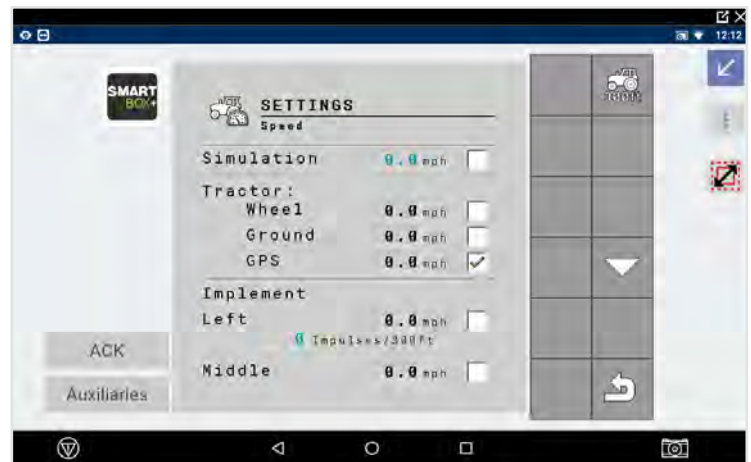 12:12
SMART
BOX+
SETTINGS
Speed
Simulation 0.0 mph
Tractor:
Wheel 0.0 mph
Ground 0.0 mph
GPS 0.0 mph
Implement
Left 0.0 mph
0 Impulses/300Ft
Middle 0.0 mph
ACK
Auxiliaries